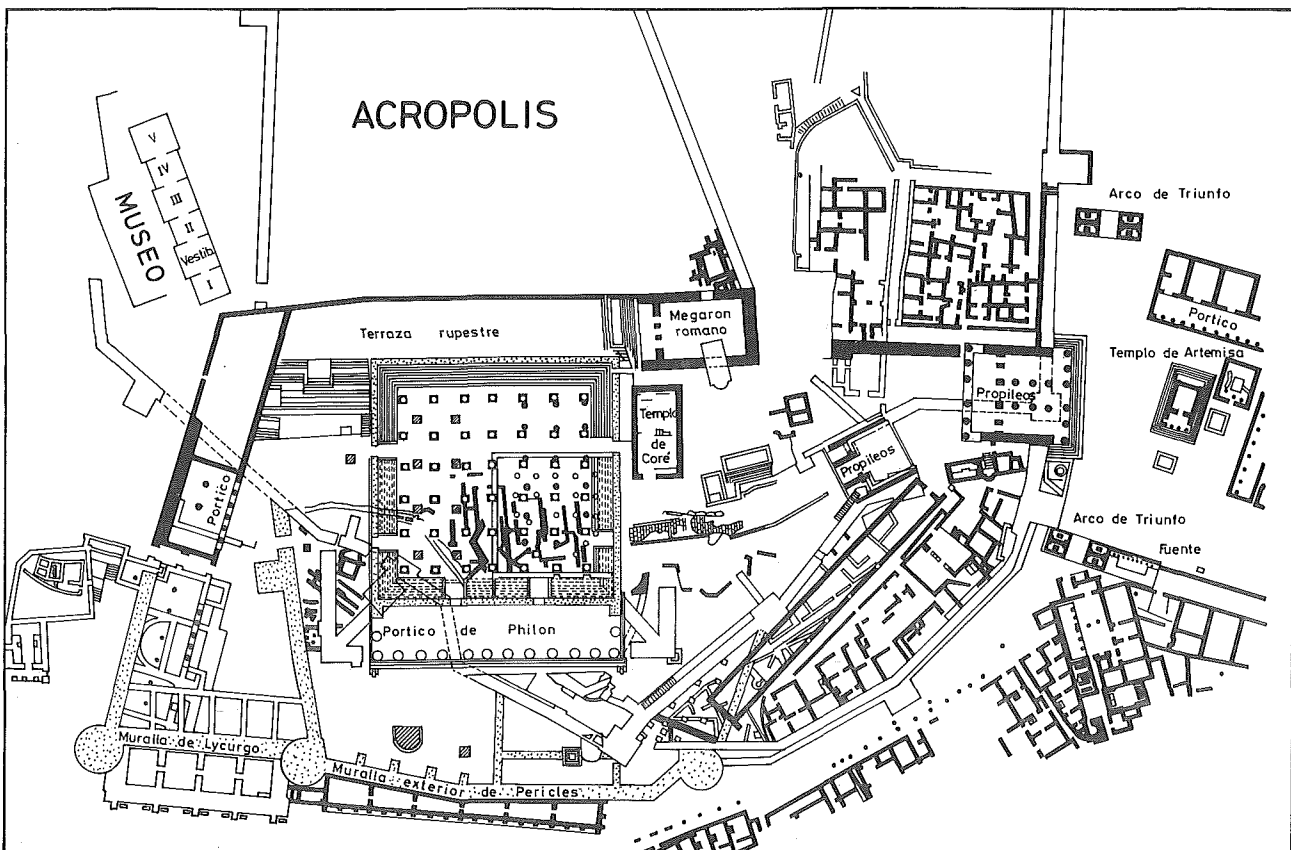 ACROPOLIS
MUSEO
V
IV
III
II
Vestib.
I
Arco de Triunfo
Portico
Megaron
romano
Terraza rupestre
Templo de Artemisa
Propileos
Templo
de
Coré
Propileos
Portico
Arco de Triunfo
Fuente
Portico de Philon
Muralla de Lycurgo
Muralla exterior de Pericles